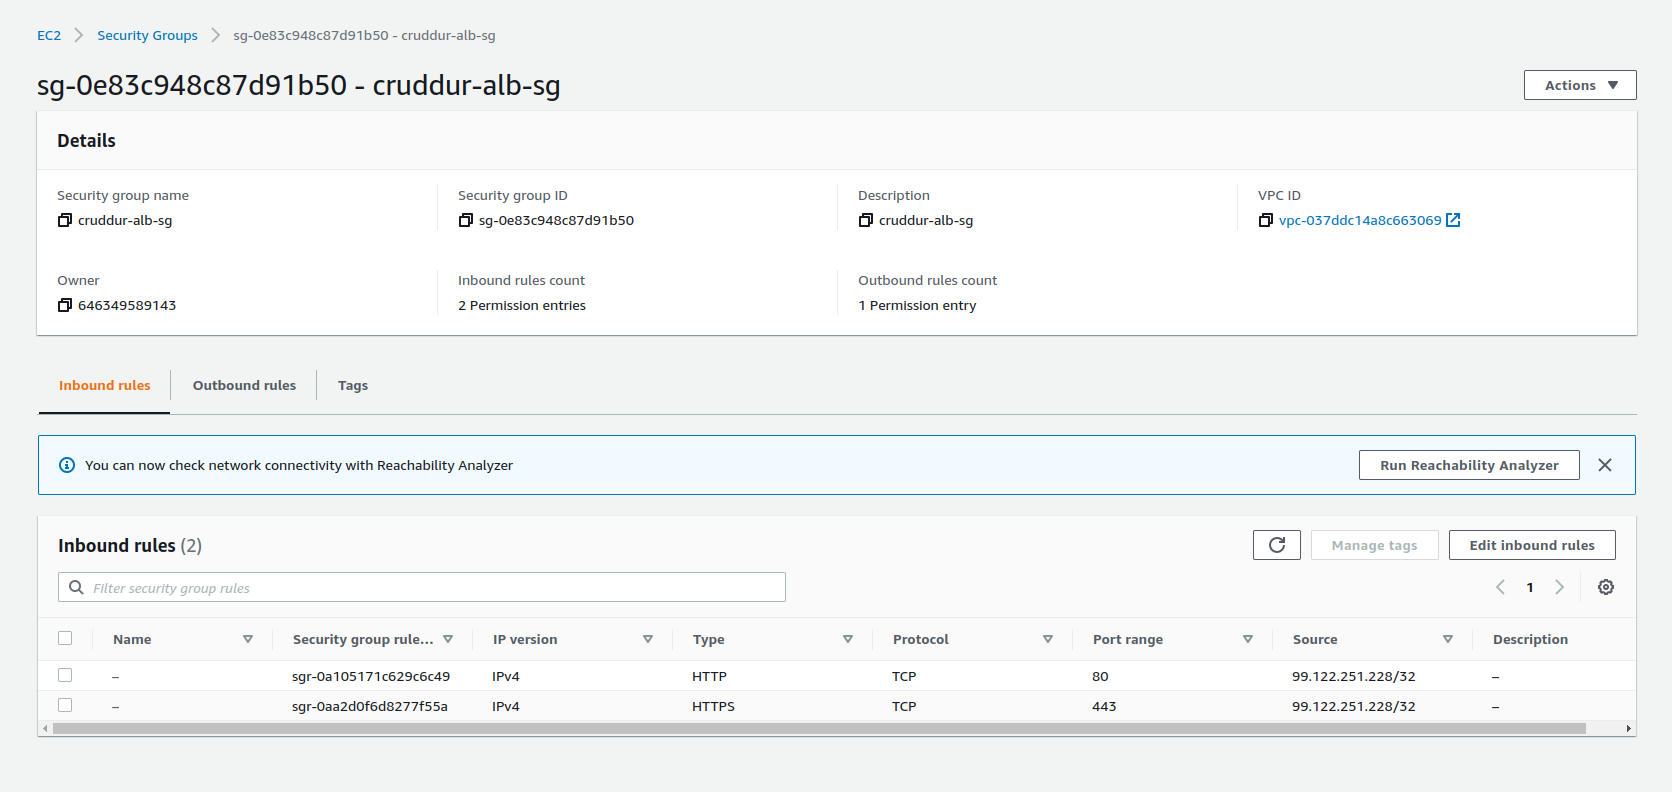 EC2 Security Groups sg-0e83c948c87d91b50 - cruddur-alb-sg
sg-0e83c948c87d91b50 - cruddur-alb-sg
Actions
Details
Security group name Security group ID Description VPC ID
cruddur-alb-sg sg-0e83c948c87d91b50 cruddur-alb-sg vpc-037ddc14a8c663069
Owner Inbound rules count Outbound rules count
646349589143 2 Permission entries 1 Permission entry
Inbound rules Outbound rules Tags
You can now check network connectivity with Reachability Analyzer Run Reachability Analyzer
Inbound rules (2) Manage tags Edit inbound rules
Filter security group rules 1
Name Security group rule... IP version Type Protocol Port range Source Description
– sgr-0a105171c629c6c49 IPv4 HTTP TCP 80 99.122.251.228/32 –
– sgr-0aa2d0f6d8277f55a IPv4 HTTPS TCP 443 99.122.251.228/32 –